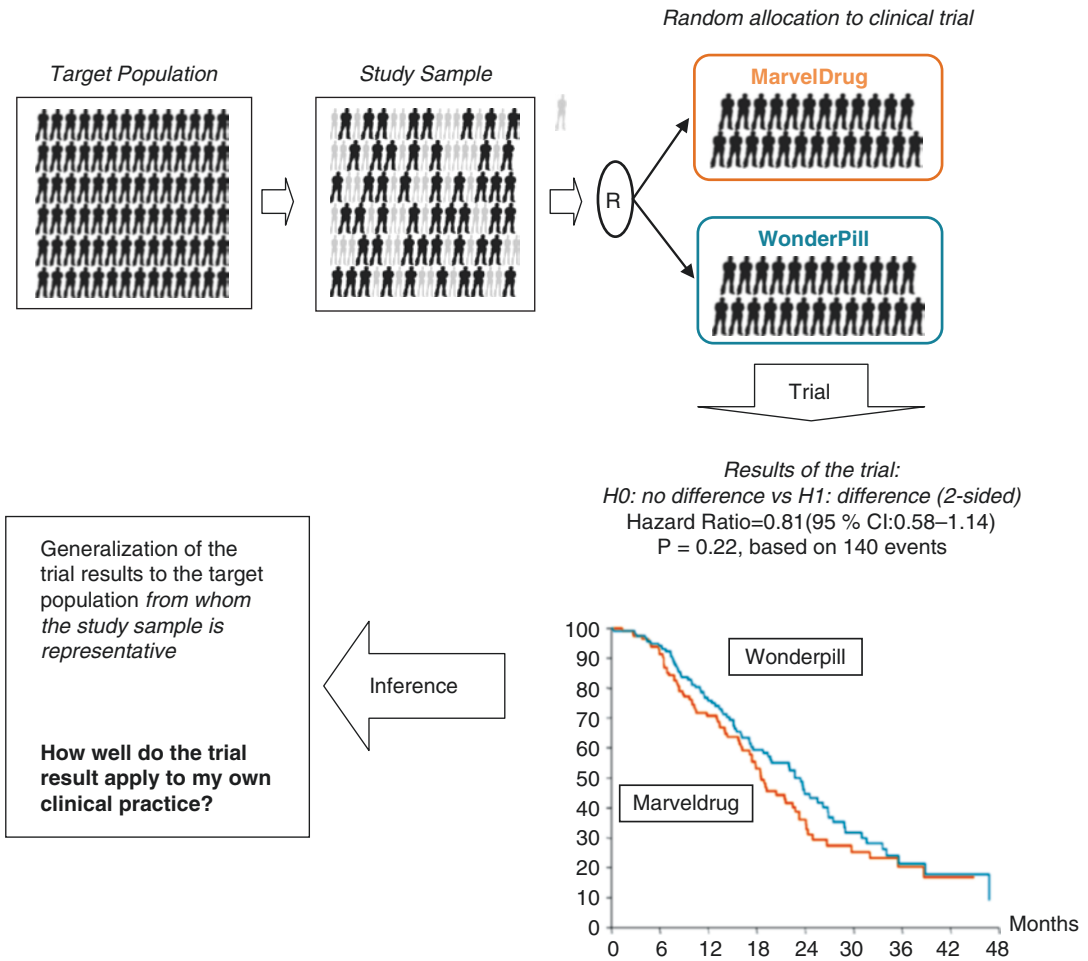 Random allocation to clinical trial
Target Population
Study Sample
MarvelDrug
R
WonderPill
Trial
Results of the trial:
H0: no difference vs H1: difference (2-sided)
Hazard Ratio=0.81(95 % CI:0.58–1.14)
P = 0.22, based on 140 events
Generalization of the
trial results to the target
population from whom
the study sample is
representative
How well do the trial
result apply to my own
clinical practice?
Inference
100
90
80
70
60
50
40
30
20
10
0
Wonderpill
Marveldrug
Months
0 6 12 18 24 30 36 42 48